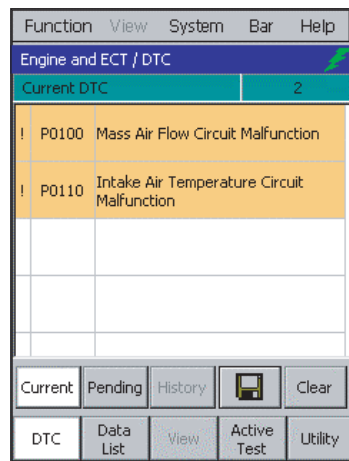 Function View System Bar Help
Engine and ECT / DTC
Current DTC 2
! P0100 Mass Air Flow Circuit Malfunction
! P0110 Intake Air Temperature Circuit
Malfunction
Current Pending History Clear
DTC Data List View Active Test Utility